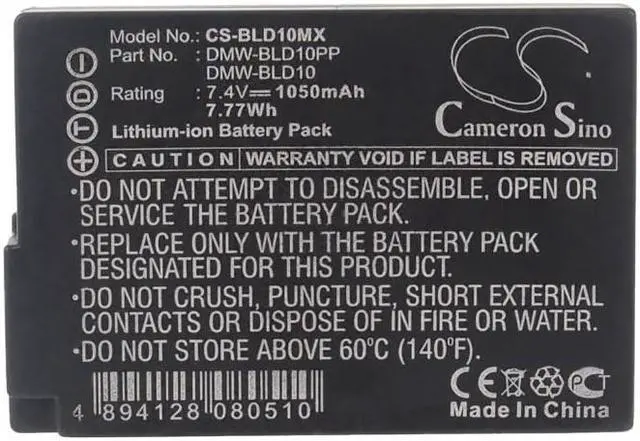 Model No.: CS-BLD10MX
Part No. : DMW-BLD10PP
DMW-BLD10
Rating : 7.4V⎓1050mAh
7.77Wh
Lithium-ion Battery Pack
CS
Cameron Sino
− D T +
CAUTION WARRANTY VOID IF LABEL IS REMOVED
•DO NOT ATTEMPT TO DISASSEMBLE, OPEN OR
SERVICE THE BATTERY PACK.
•REPLACE ONLY WITH THE BATTERY PACK
DESIGNATED FOR THIS PRODUCT.
•DO NOT CRUSH, PUNCTURE, SHORT EXTERNAL
CONTACTS OR DISPOSE OF IN FIRE OR WATER.
•DO NOT STORE ABOVE 60°C (140°F).
4 894128 080510
CE PCT
Made In China